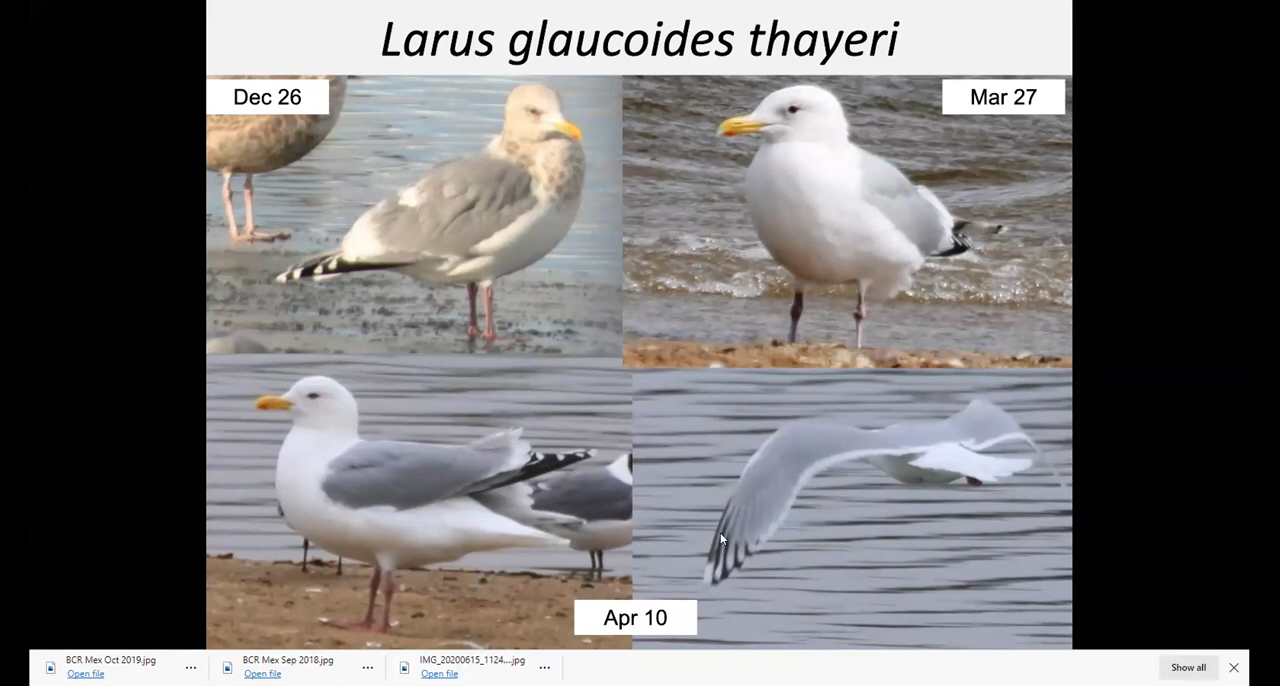 Larus glaucoides thayeri
Dec 26
Mar 27
Apr 10
BCR Mex Oct 2019.jpg
Open file
BCR Mex Sep 2018.jpg
Open file
IMG_20200615_1124....jpg
Open file
Show all